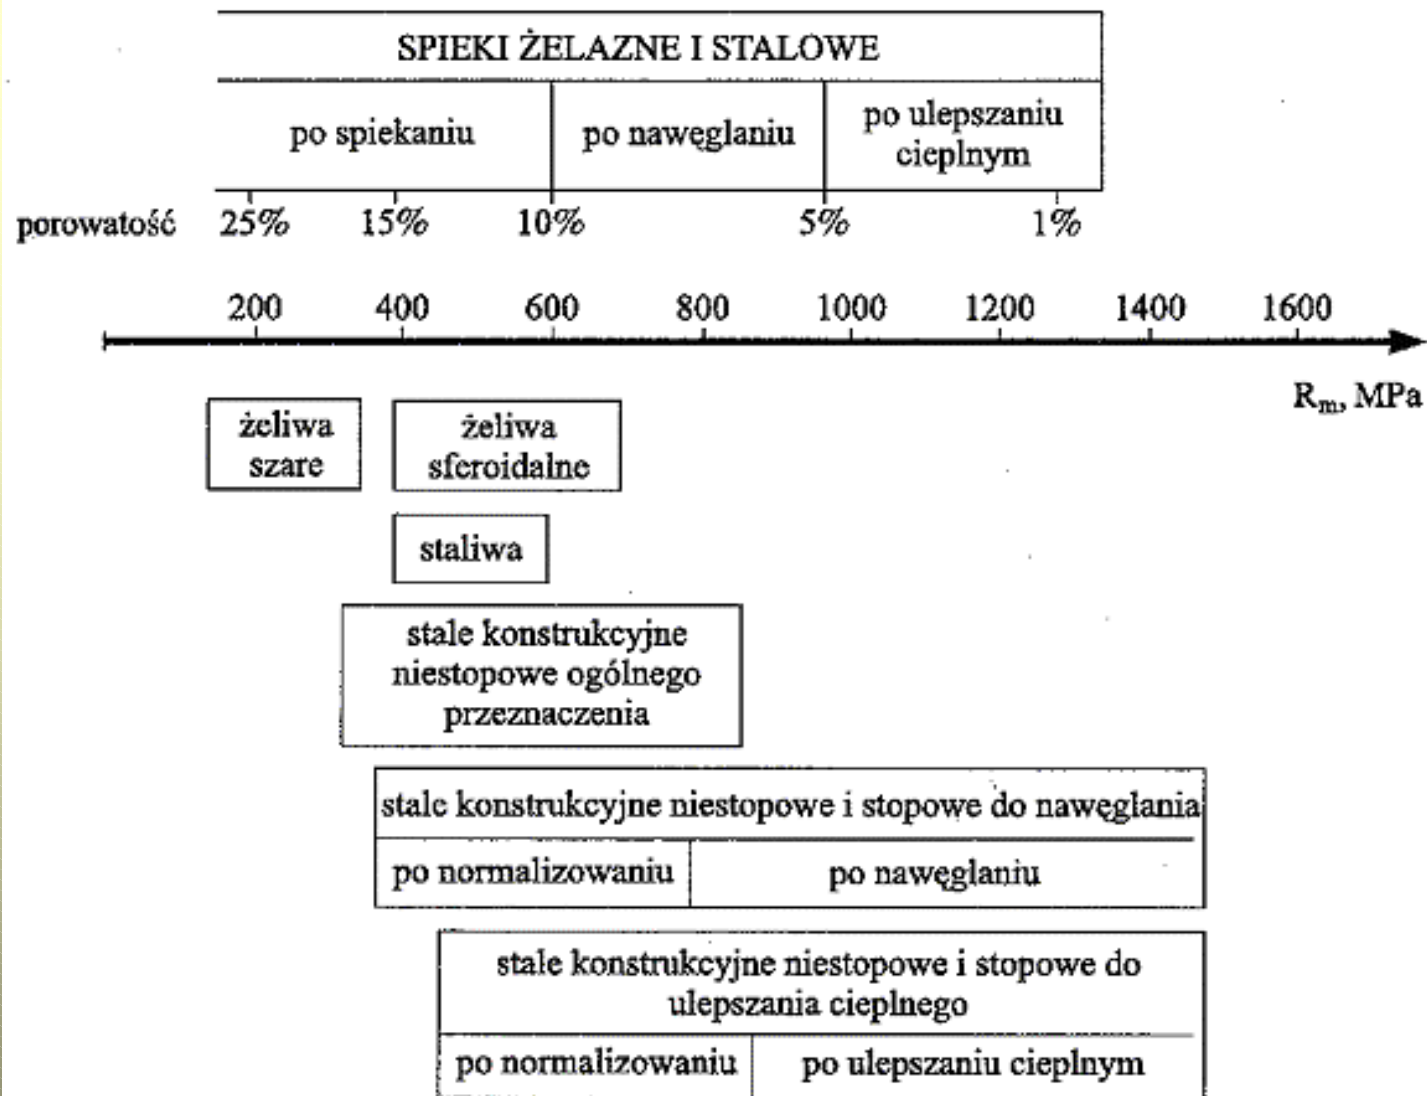 SPIEKI ŻELAZNE I STALOWE
po spiekaniu
po nawęglaniu
po ulepszaniu
cieplnym
porowatość 25% 15% 10% 5% 1%
200 400 600 800 1000 1200 1400 1600
Rm, MPa
żeliwa
szare
żeliwa
sferoidalne
staliwa
stale konstrukcyjne
niestopowe ogólnego
przeznaczenia
stale konstrukcyjne niestopowe i stopowe do nawęglania
po normalizowaniu
po nawęglaniu
stale konstrukcyjne niestopowe i stopowe do
ulepszania cieplnego
po normalizowaniu
po ulepszaniu cieplnym